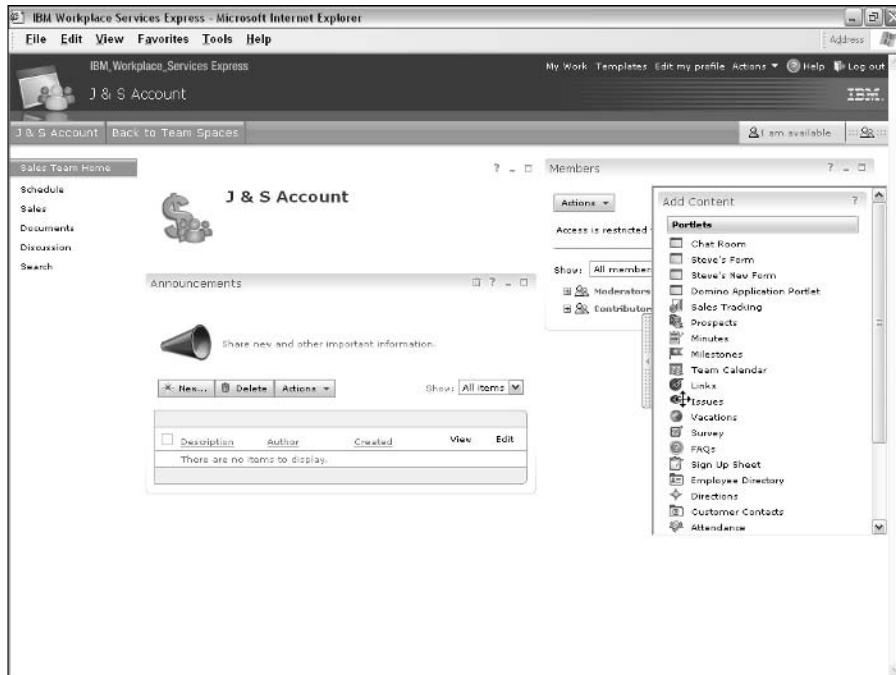 IBM Workplace Services Express - Microsoft Internet Explorer
File Edit View Favorites Tools Help
Address
IBM_Workplace_Services Express
My Work Templates Edit my profile Actions Help Log out
J & S Account
IBM.
J & S Account Back to Team Spaces
I am available
Sales Team Home
Schedule
Sales
Documents
Discussion
Search
?
J & S Account
Announcements
?
Share new and other important information.
New... Delete Actions
Show: All items
Description Author Created View Edit
There are no items to display.
Members
?
Actions
Access is restricted
Show: All member
Moderators
Contributor
Add Content
?
Portlets
Chat Room
Steve's Form
Steve's New Form
Domino Application Portlet
Sales Tracking
Prospects
Minutes
Milestones
Team Calendar
Links
Issues
Vacations
Survey
FAQs
Sign Up Sheet
Employee Directory
Directions
Customer Contacts
Attendance